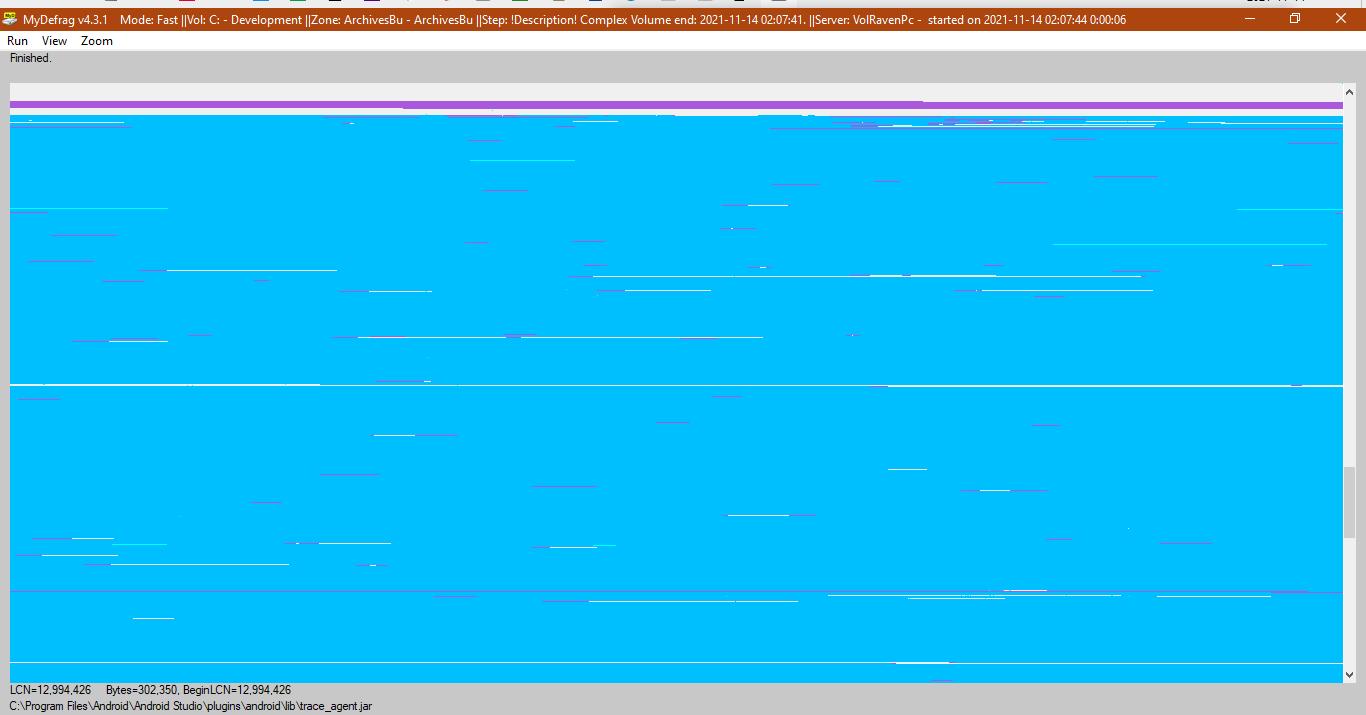 MyDefrag v4.3.1 Mode: Fast ||Vol: C: - Development ||Zone: ArchivesBu - ArchivesBu ||Step: !Description! Complex Volume end: 2021-11-14 02:07:41. ||Server: VolRavenPc - started on 2021-11-14 02:07:44 0:00:06
Run View Zoom
Finished.
LCN=12,994,426 Bytes=302,350, BeginLCN=12,994,426
C:\Program Files\Android\Android Studio\plugins\android\lib\trace_agent.jar